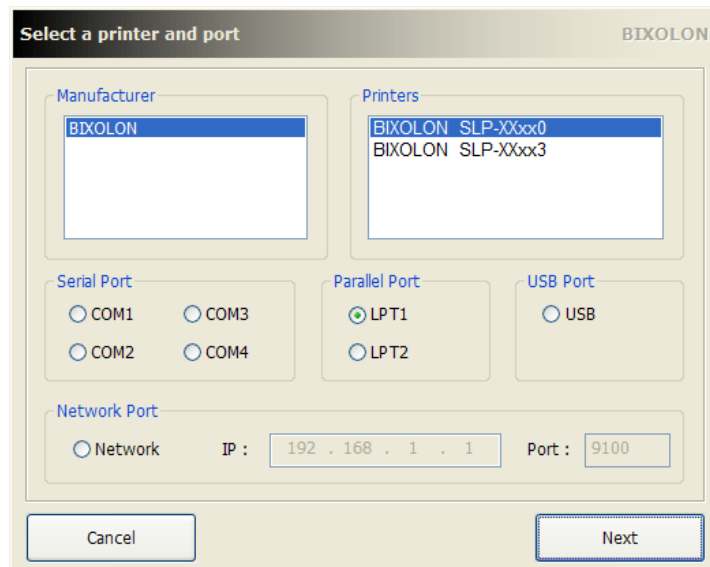 Select a printer and port BIXOLON
Manufacturer Printers
BIXOLON BIXOLON SLP-XXxx0
BIXOLON SLP-XXxx3
Serial Port Parallel Port USB Port
COM1 COM3 LPT1 USB
COM2 COM4 LPT2
Network Port
Network IP : 192 . 168 . 1 . 1 Port : 9100
Cancel Next